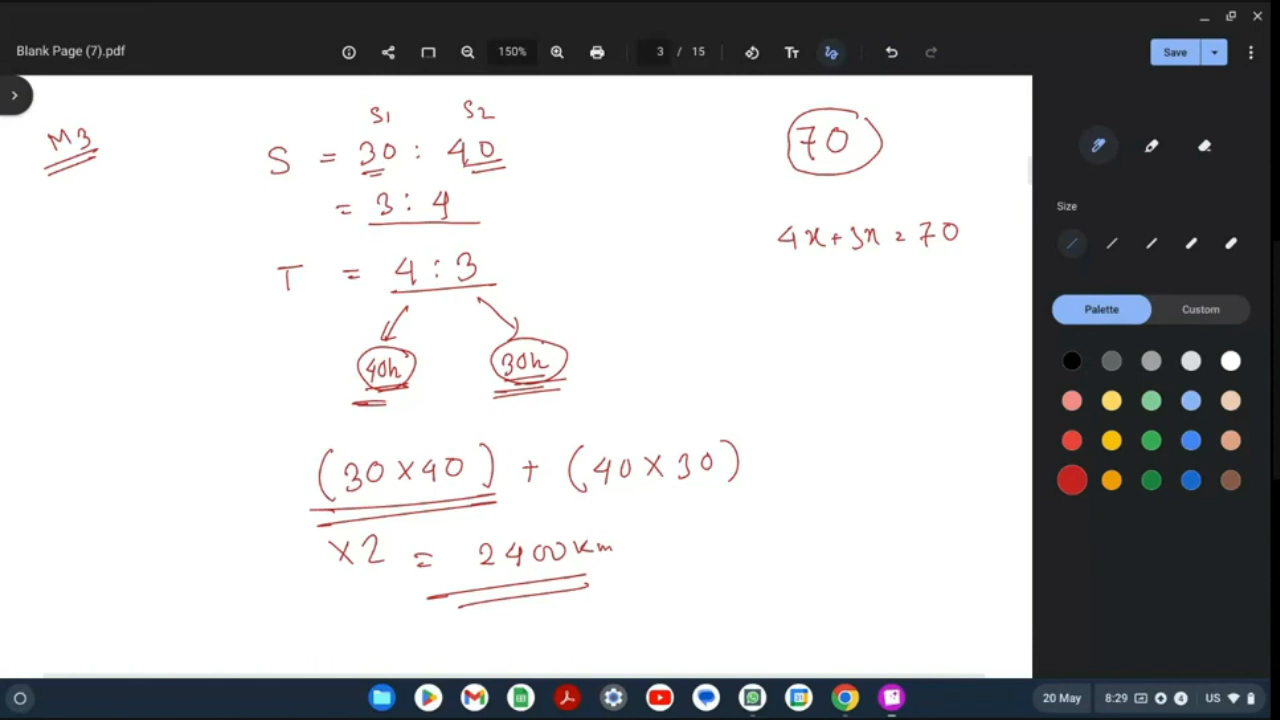 Blank Page (7).pdf
150%
3 / 15
Tт
Save
M3
S1 S2
S = 30 : 40
= 3 : 4
T = 4 : 3
40h 30h
(30 × 40) + (40 × 30)
×2 = 2400 km
70
4x + 3x = 70
Size
Palette Custom
20 May 8:29 4 US